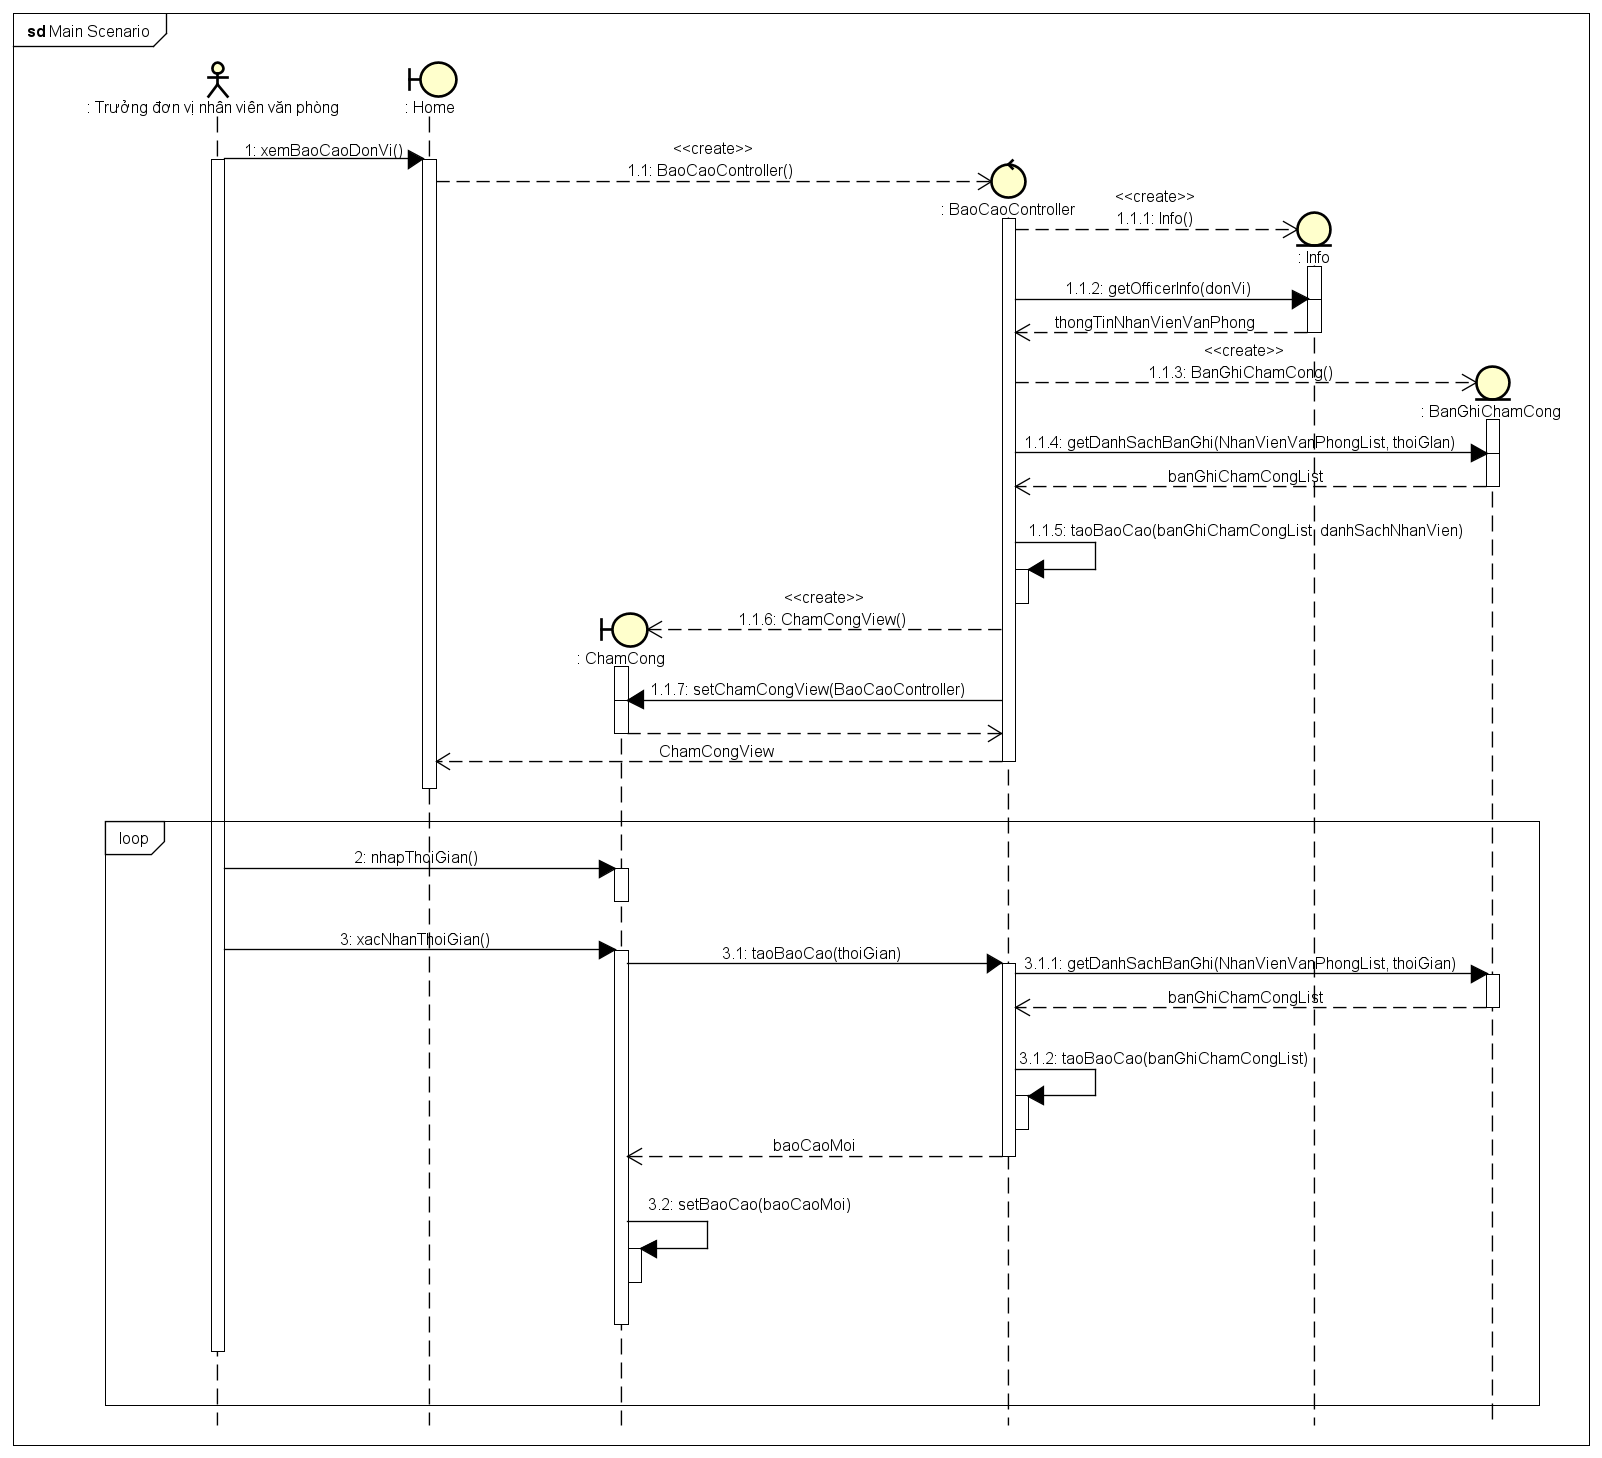 sd Main Scenario
: Trưởng đơn vị nhân viên văn phòng
: Home
1: xemBaoCaoDonVi()
<<create>>
1.1: BaoCaoController()
: BaoCaoController
<<create>>
1.1.1: Info()
: Info
1.1.2: getOfficerInfo(donVi)
thongTinNhanVienVanPhong
<<create>>
1.1.3: BanGhiChamCong()
: BanGhiChamCong
1.1.4: getDanhSachBanGhi(NhanVienVanPhongList, thoiGIan)
banGhiChamCongList
1.1.5: taoBaoCao(banGhiChamCongList, danhSachNhanVien)
<<create>>
1.1.6: ChamCongView()
: ChamCong
1.1.7: setChamCongView(BaoCaoController)
ChamCongView
loop
2: nhapThoiGian()
3: xacNhanThoiGian()
3.1: taoBaoCao(thoiGian)
3.1.1: getDanhSachBanGhi(NhanVienVanPhongList, thoiGian)
banGhiChamCongList
3.1.2: taoBaoCao(banGhiChamCongList)
baoCaoMoi
3.2: setBaoCao(baoCaoMoi)